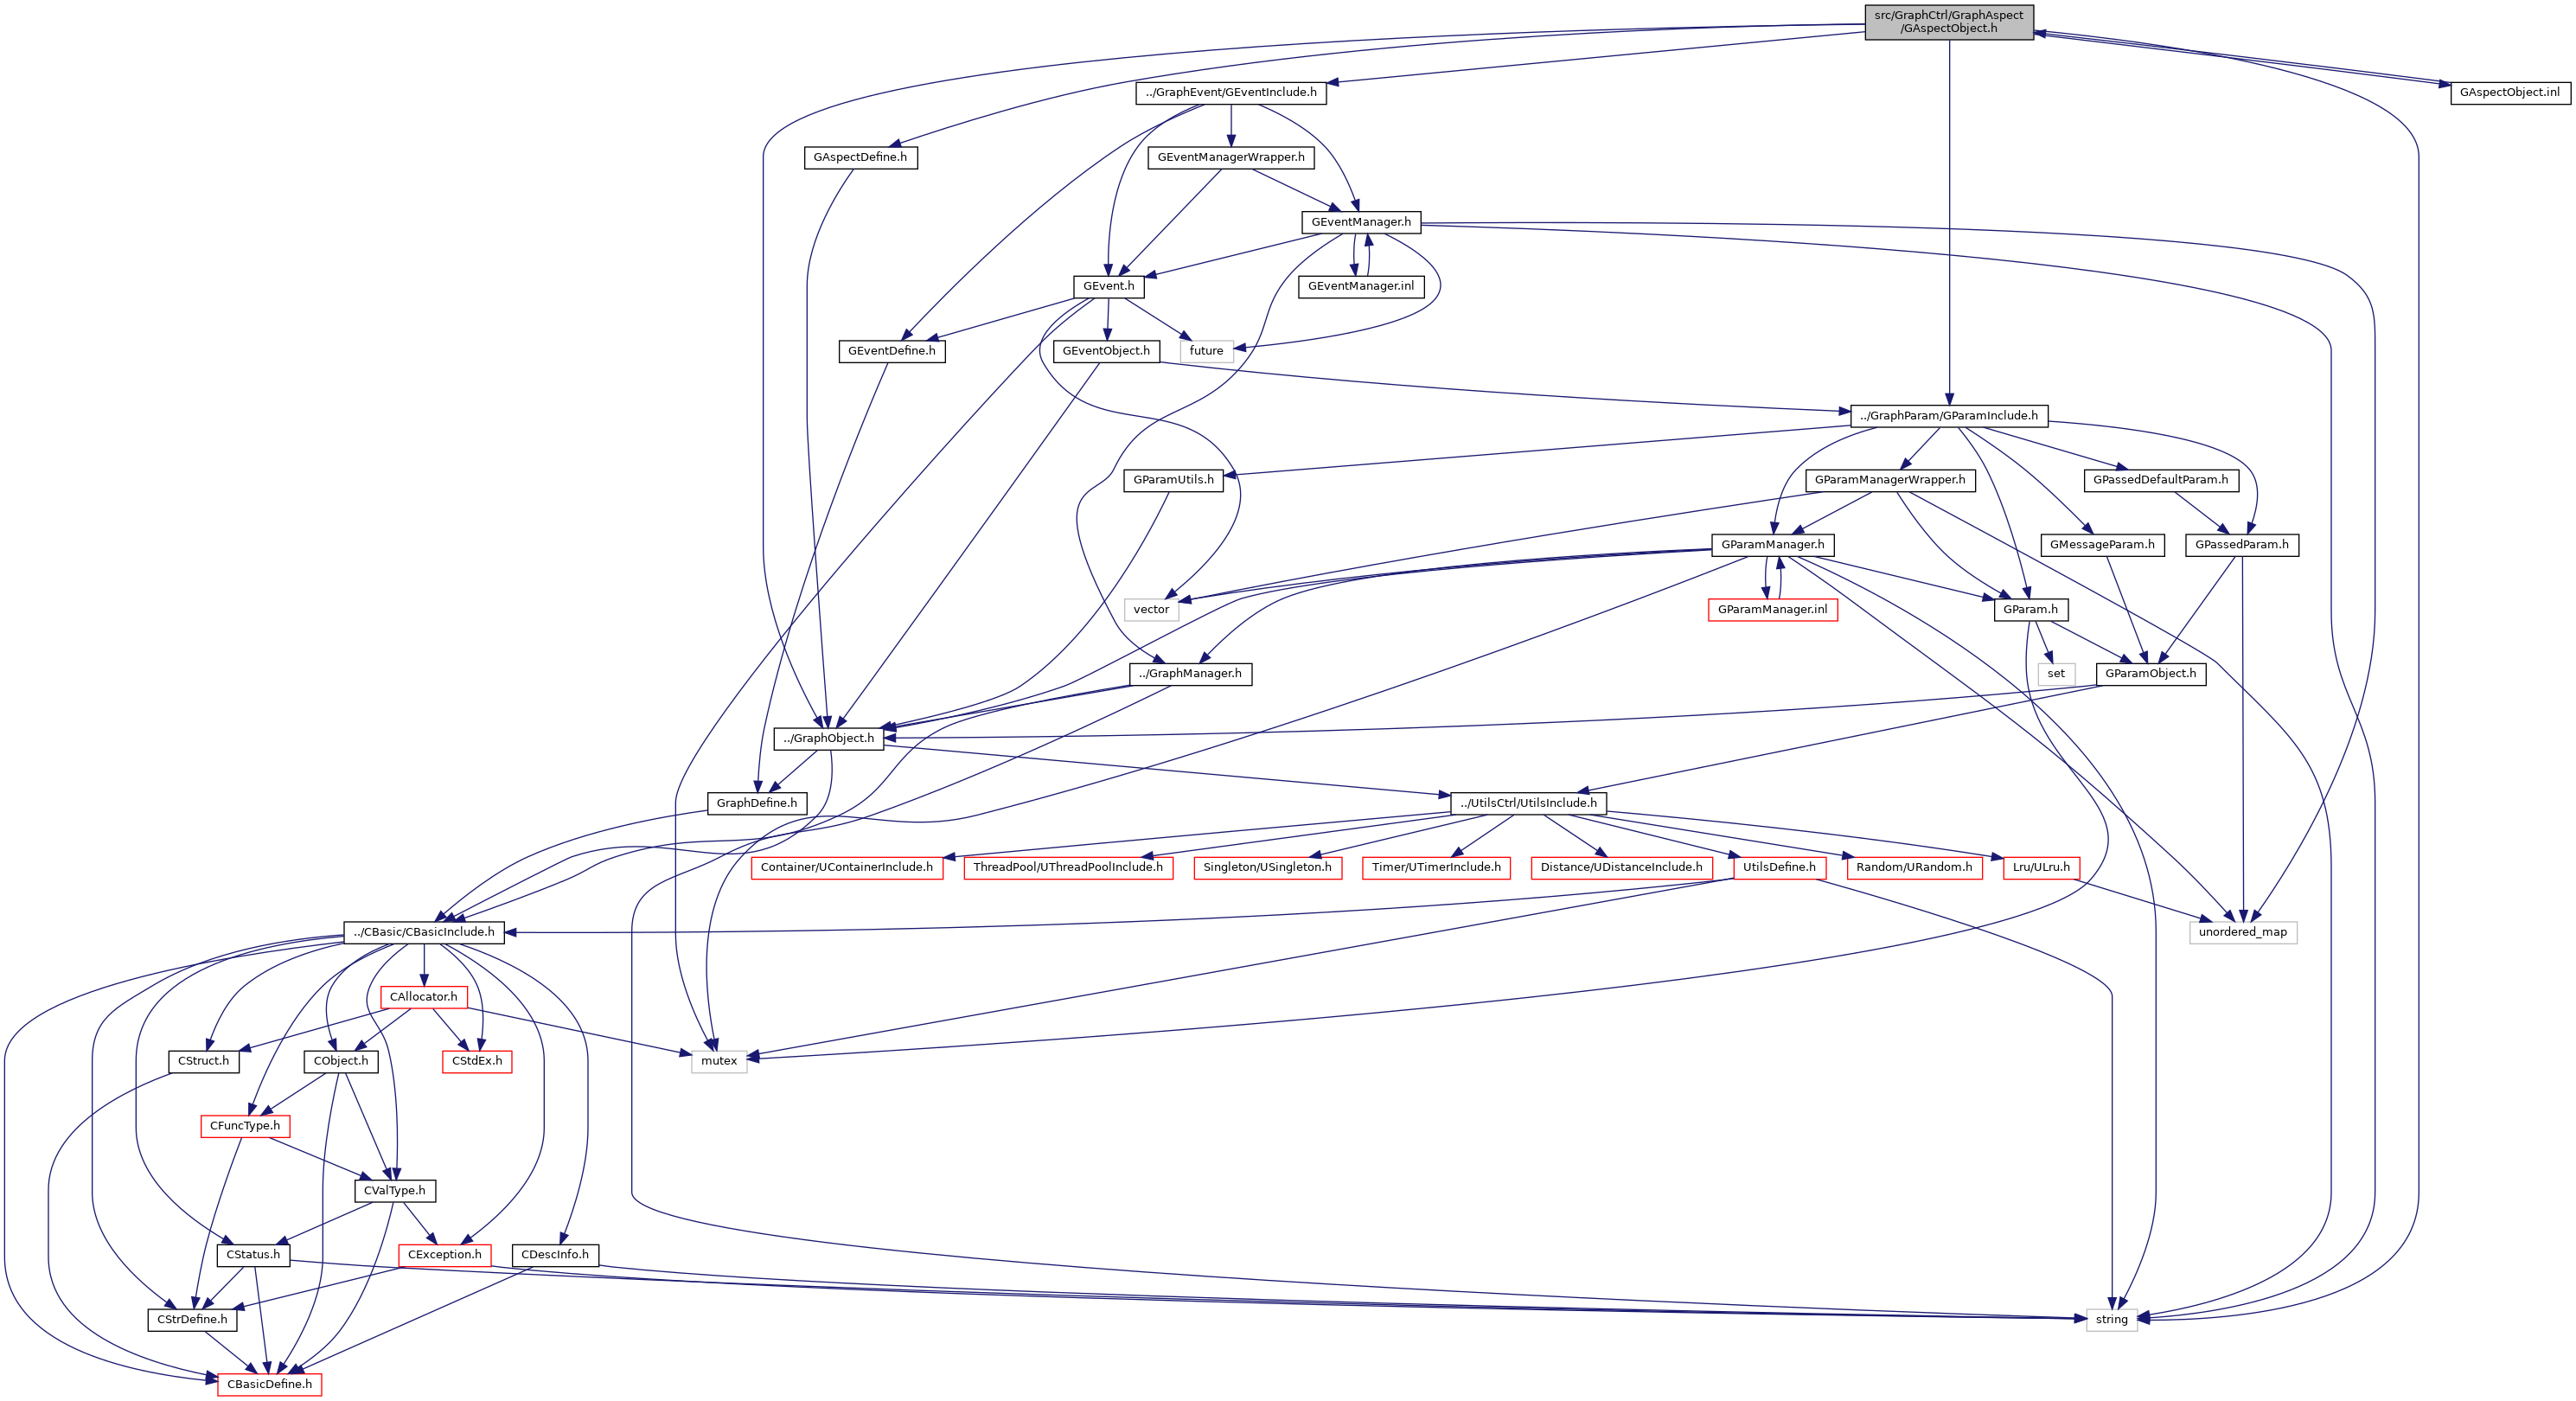 src/GraphCtrl/GraphAspect
/GAspectObject.h
../GraphEvent/GEventInclude.h
GAspectObject.inl
GAspectDefine.h
GEventManagerWrapper.h
GEventManager.h
GEvent.h
GEventManager.inl
GEventDefine.h
GEventObject.h
future
../GraphParam/GParamInclude.h
GParamUtils.h
GParamManagerWrapper.h
GPassedDefaultParam.h
GParamManager.h
GMessageParam.h
GPassedParam.h
vector
GParamManager.inl
GParam.h
../GraphManager.h
set
GParamObject.h
../GraphObject.h
GraphDefine.h
../UtilsCtrl/UtilsInclude.h
Container/UContainerInclude.h
ThreadPool/UThreadPoolInclude.h
Singleton/USingleton.h
Timer/UTimerInclude.h
Distance/UDistanceInclude.h
UtilsDefine.h
Random/URandom.h
Lru/ULru.h
../CBasic/CBasicInclude.h
unordered_map
CAllocator.h
CStruct.h
CObject.h
CStdEx.h
mutex
CFuncType.h
CValType.h
CStatus.h
CException.h
CDescInfo.h
CStrDefine.h
string
CBasicDefine.h